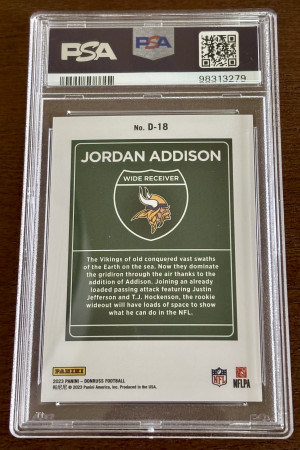 PSA
PSA
98313279
No. D-18
JORDAN ADDISON
WIDE RECEIVER
The Vikings of old conquered vast swaths
of the Earth on the sea. Now they dominate
the gridiron through the air thanks to the
addition of Addison. Joining an already
loaded passing attack featuring Justin
Jefferson and T.J. Hockenson, the rookie
wideout will have loads of space to show
what he can do in the NFL.
PANINI
2023 PANINI – DONRUSS FOOTBALL
© 2023 Panini America, Inc. Produced in the USA.
NFL
NFLPA